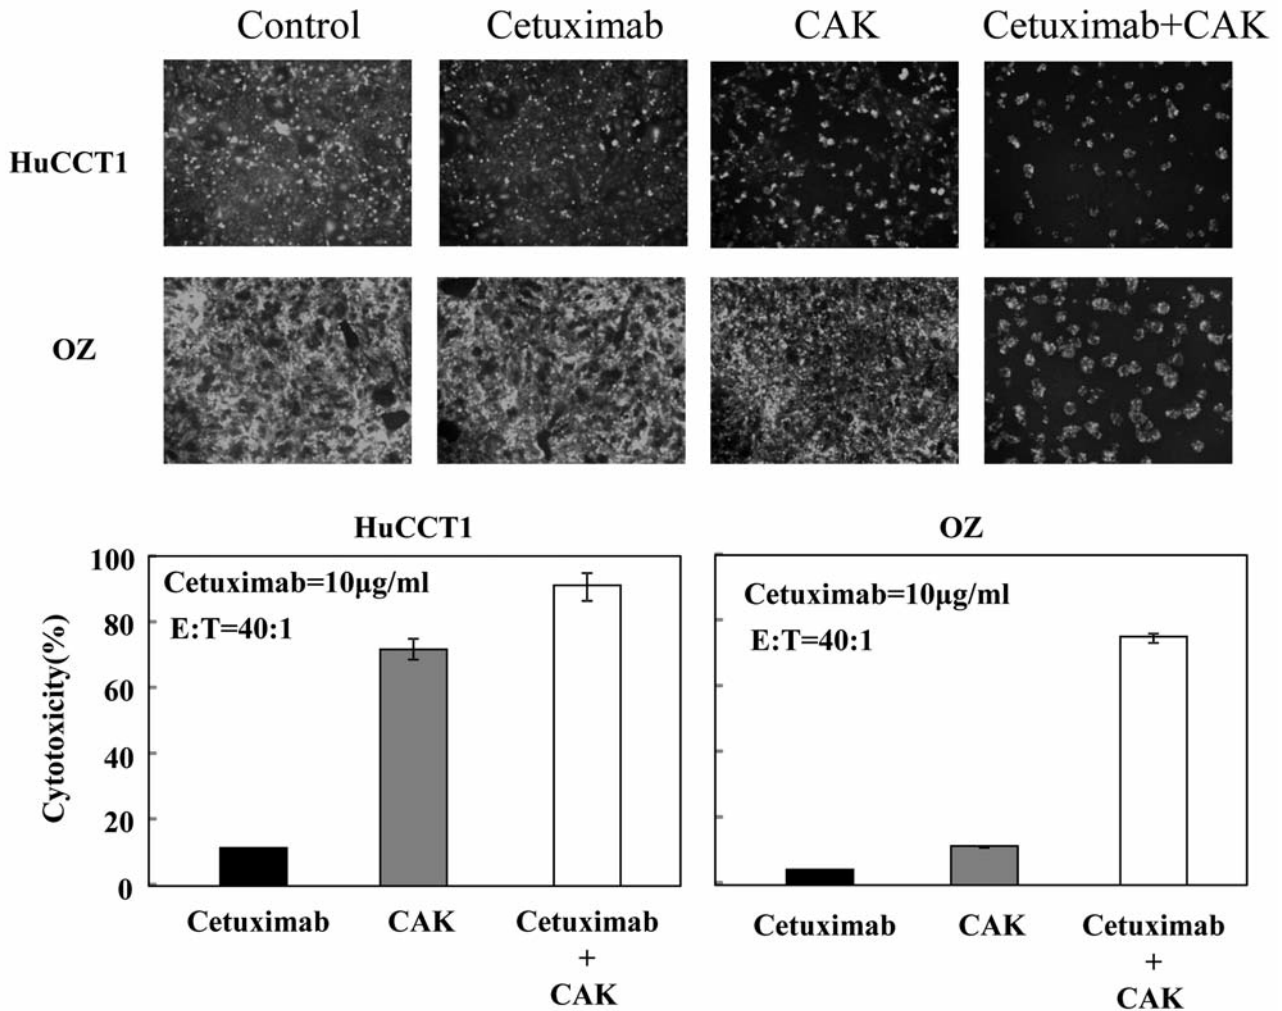 Control Cetuximab CAK Cetuximab+CAK
HuCCT1
OZ
HuCCT1 OZ
Cytotoxicity(%)
100
80
60
40
20
0
Cetuximab=10μg/ml
E:T=40:1
Cetuximab CAK Cetuximab
+
CAK
Cetuximab=10μg/ml
E:T=40:1
Cetuximab CAK Cetuximab
+
CAK